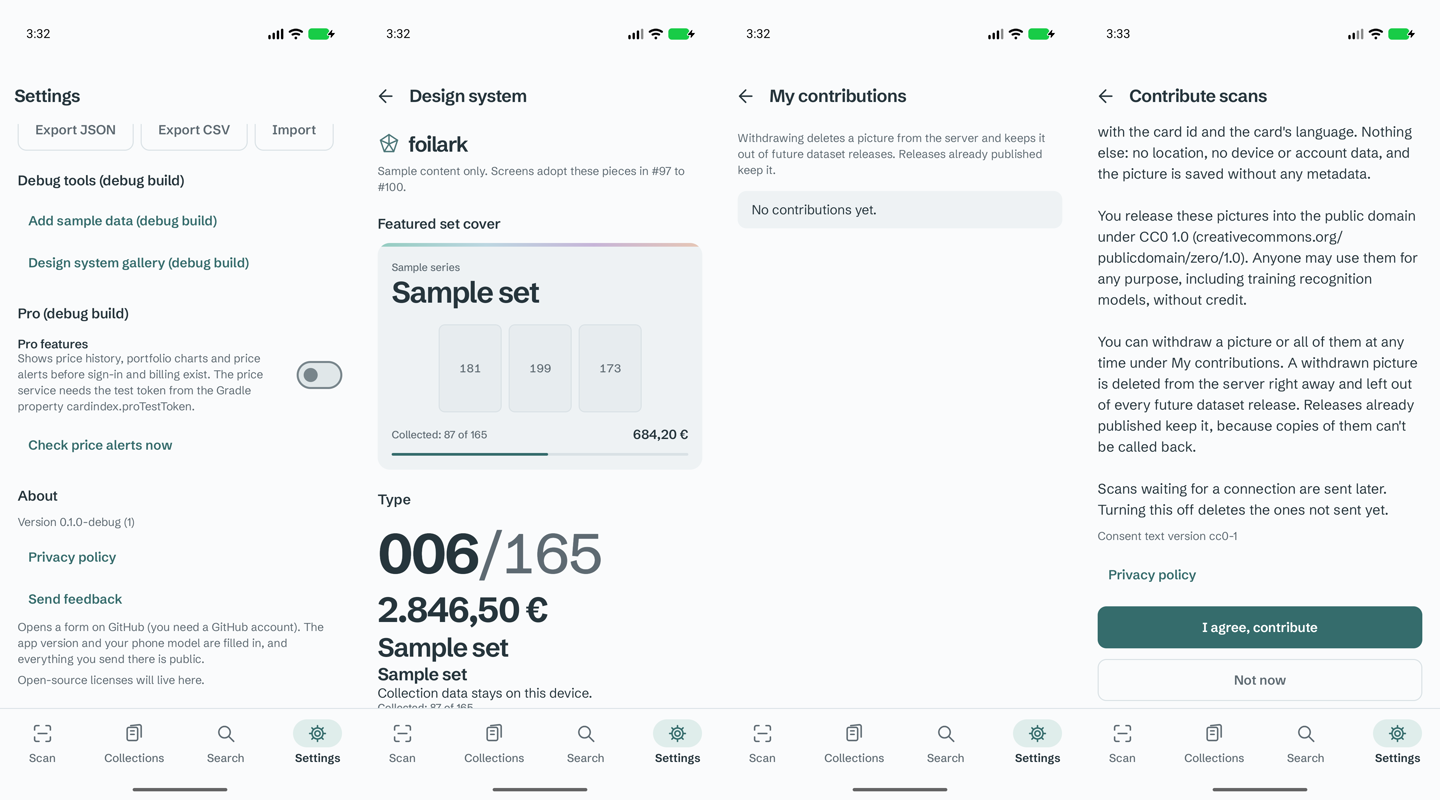 3:32
Settings
Export JSON
Export CSV
Import
Debug tools (debug build)
Add sample data (debug build)
Design system gallery (debug build)
Pro (debug build)
Pro features
Shows price history, portfolio charts and price
alerts before sign-in and billing exist. The price
service needs the test token from the Gradle
property cardindex.proTestToken.
Check price alerts now
About
Version 0.1.0-debug (1)
Privacy policy
Send feedback
Opens a form on GitHub (you need a GitHub account). The
app version and your phone model are filled in, and
everything you send there is public.
Open-source licenses will live here.
Scan
Collections
Search
Settings
3:32
Design system
foilark
Sample content only. Screens adopt these pieces in #97 to
#100.
Featured set cover
Sample series
Sample set
181
199
173
Collected: 87 of 165
684,20 €
Type
006/165
2.846,50 €
Sample set
Sample set
Collection data stays on this device.
Collected: 87 of 165
Scan
Collections
Search
Settings
3:32
My contributions
Withdrawing deletes a picture from the server and keeps it
out of future dataset releases. Releases already published
keep it.
No contributions yet.
Scan
Collections
Search
Settings
3:33
Contribute scans
with the card id and the card's language. Nothing
else: no location, no device or account data, and
the picture is saved without any metadata.
You release these pictures into the public domain
under CC0 1.0 (creativecommons.org/
publicdomain/zero/1.0). Anyone may use them for
any purpose, including training recognition
models, without credit.
You can withdraw a picture or all of them at any
time under My contributions. A withdrawn picture
is deleted from the server right away and left out
of every future dataset release. Releases already
published keep it, because copies of them can't
be called back.
Scans waiting for a connection are sent later.
Turning this off deletes the ones not sent yet.
Consent text version cc0-1
Privacy policy
I agree, contribute
Not now
Scan
Collections
Search
Settings